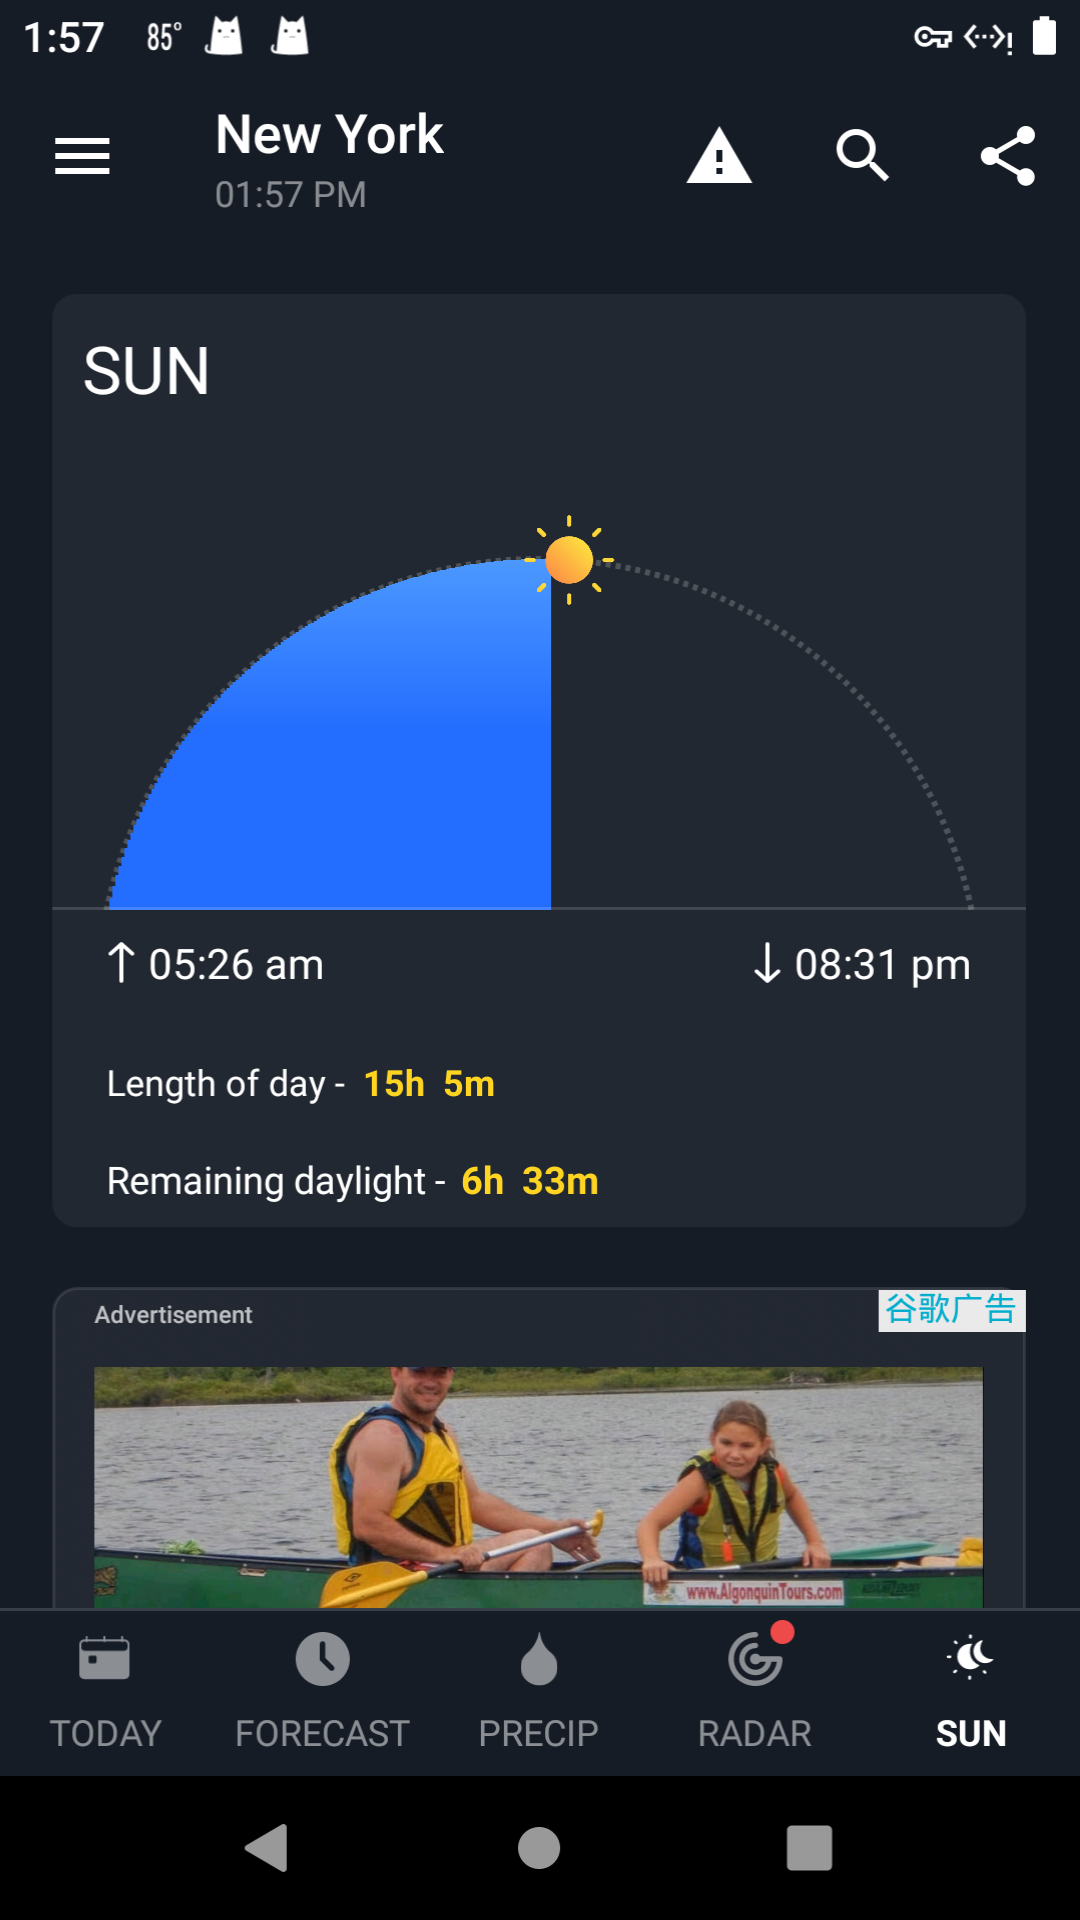 1:57 85°
New York
01:57 PM
SUN
05:26 am
08:31 pm
Length of day - 15h 5m
Remaining daylight - 6h 33m
Advertisement
谷歌广告
www.AlgonquinTours.com
TODAY
FORECAST
PRECIP
RADAR
SUN